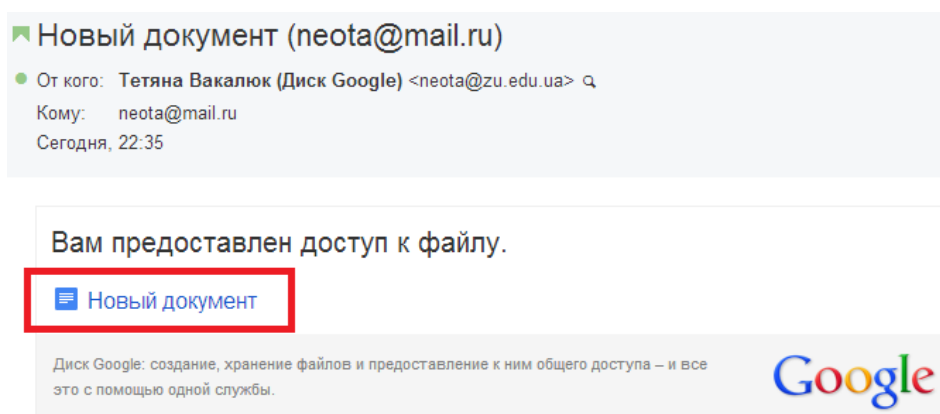 Новый документ (neota@mail.ru)
От кого: Тетяна Вакалюк (Диск Google) <neota@zu.edu.ua>
Кому: neota@mail.ru
Сегодня, 22:35
Вам предоставлен доступ к файлу.
Новый документ
Диск Google: создание, хранение файлов и предоставление к ним общего доступа – и все
это с помощью одной службы.
Google